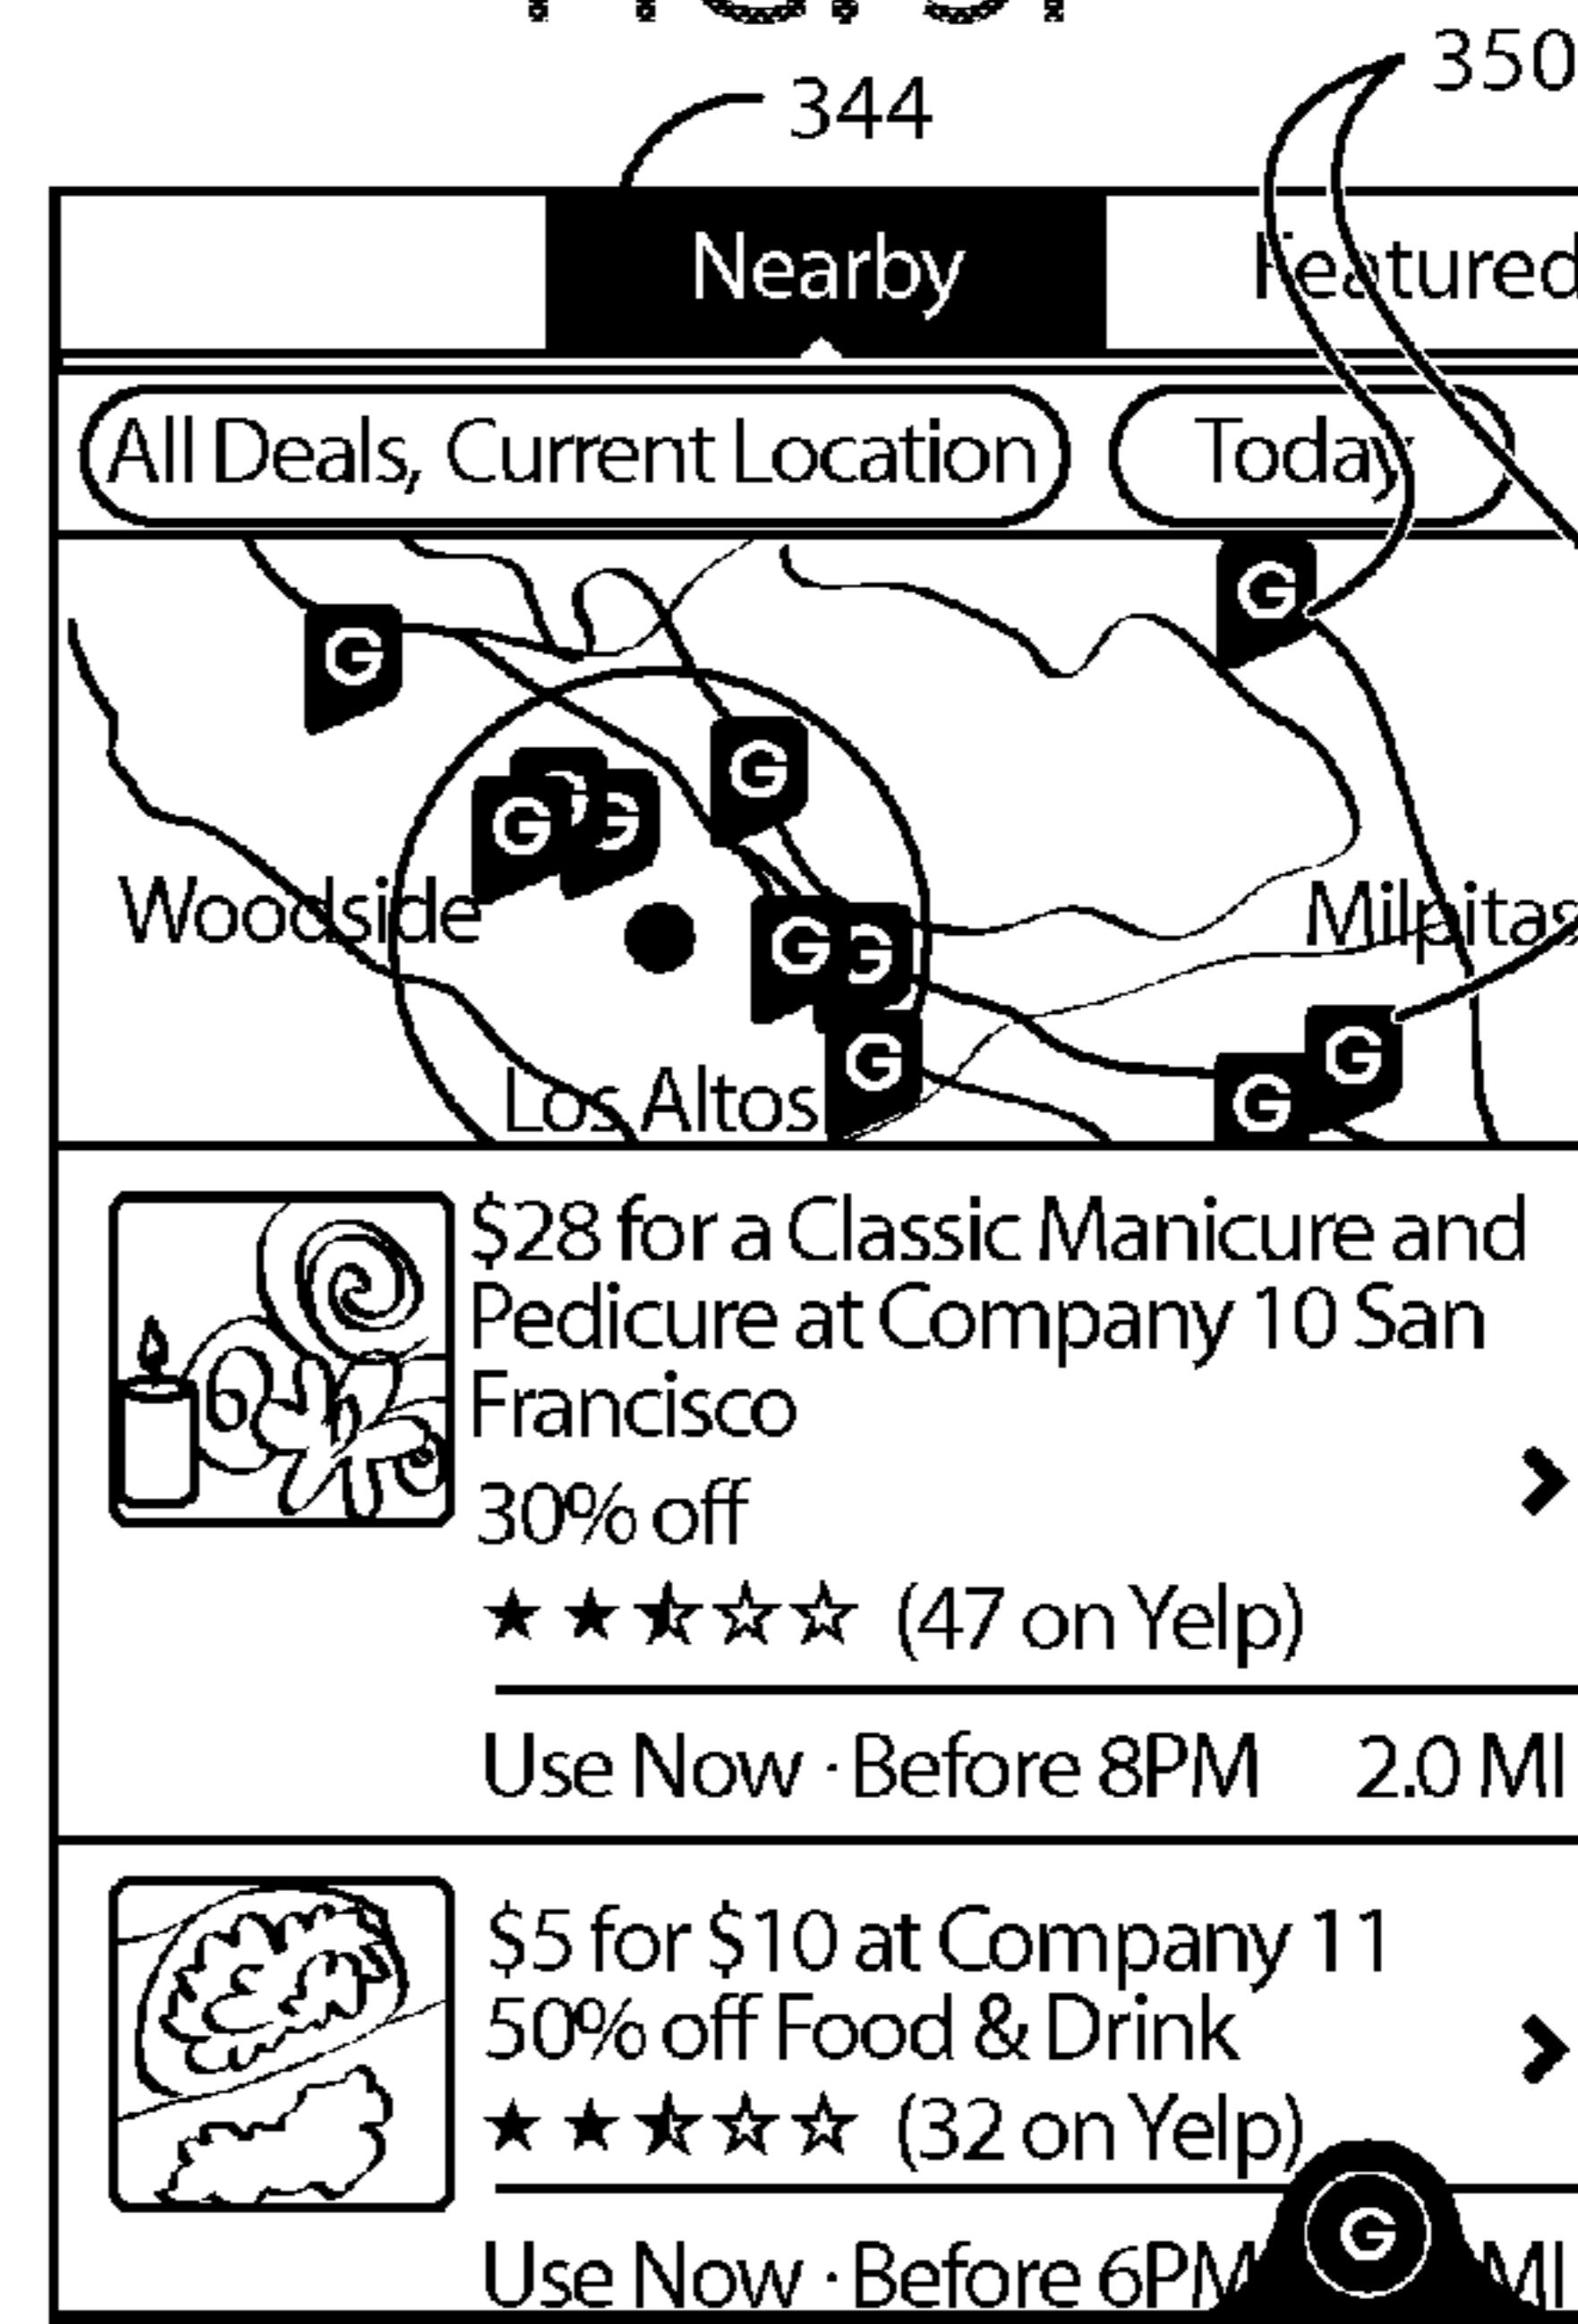 344
350
Nearby
Featured
All Deals, Current Location
Today
G
G
G
G
G
G
Woodside
Milpitas
G
G
G
G
G
Los Altos
$28 for a Classic Manicure and
Pedicure at Company 10 San
Francisco
30% off
★ ★ ☆ ☆ (47 on Yelp)
Use Now · Before 8PM 2.0 MI
$5 for $10 at Company 11
50% off Food & Drink
(32 on Yelp)
G
Use Now · Before 6PM MI